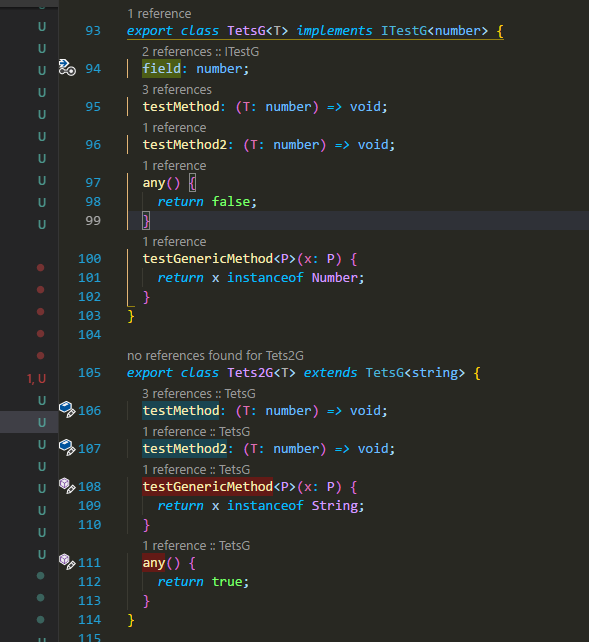 1 reference
93 export class TetsG<T> implements ITestG<number> {
2 references :: ITestG
94 field: number;
3 references
95 testMethod: (T: number) => void;
1 reference
96 testMethod2: (T: number) => void;
1 reference
97 any() {
98 return false;
99 }
1 reference
100 testGenericMethod<P>(x: P) {
101 return x instanceof Number;
102 }
103 }
104
no references found for Tets2G
105 export class Tets2G<T> extends TetsG<string> {
3 references :: TetsG
106 testMethod: (T: number) => void;
1 reference :: TetsG
107 testMethod2: (T: number) => void;
1 reference :: TetsG
108 testGenericMethod<P>(x: P) {
109 return x instanceof String;
110 }
1 reference :: TetsG
111 any() {
112 return true;
113 }
114 }
115
U
U
U
U
U
U
U
U
U
U
1, U
U
U
U
U
U
U
U
U
U